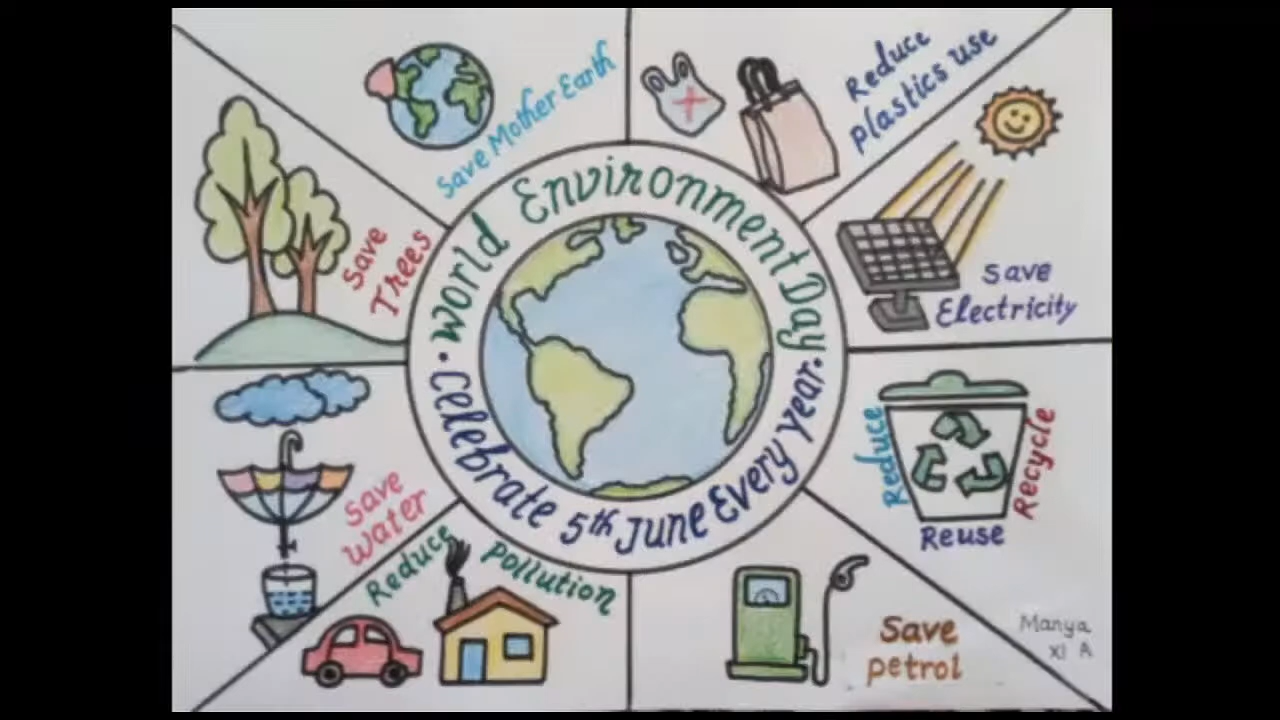 World Environment Day
• Celebrate 5th June Every Year •
Save Mother Earth
Reduce
plastics use
Save
Electricity
Reduce
Reuse
Recycle
Save
petrol
Manya
XI A
Reduce Pollution
Save
Water
Save
Trees